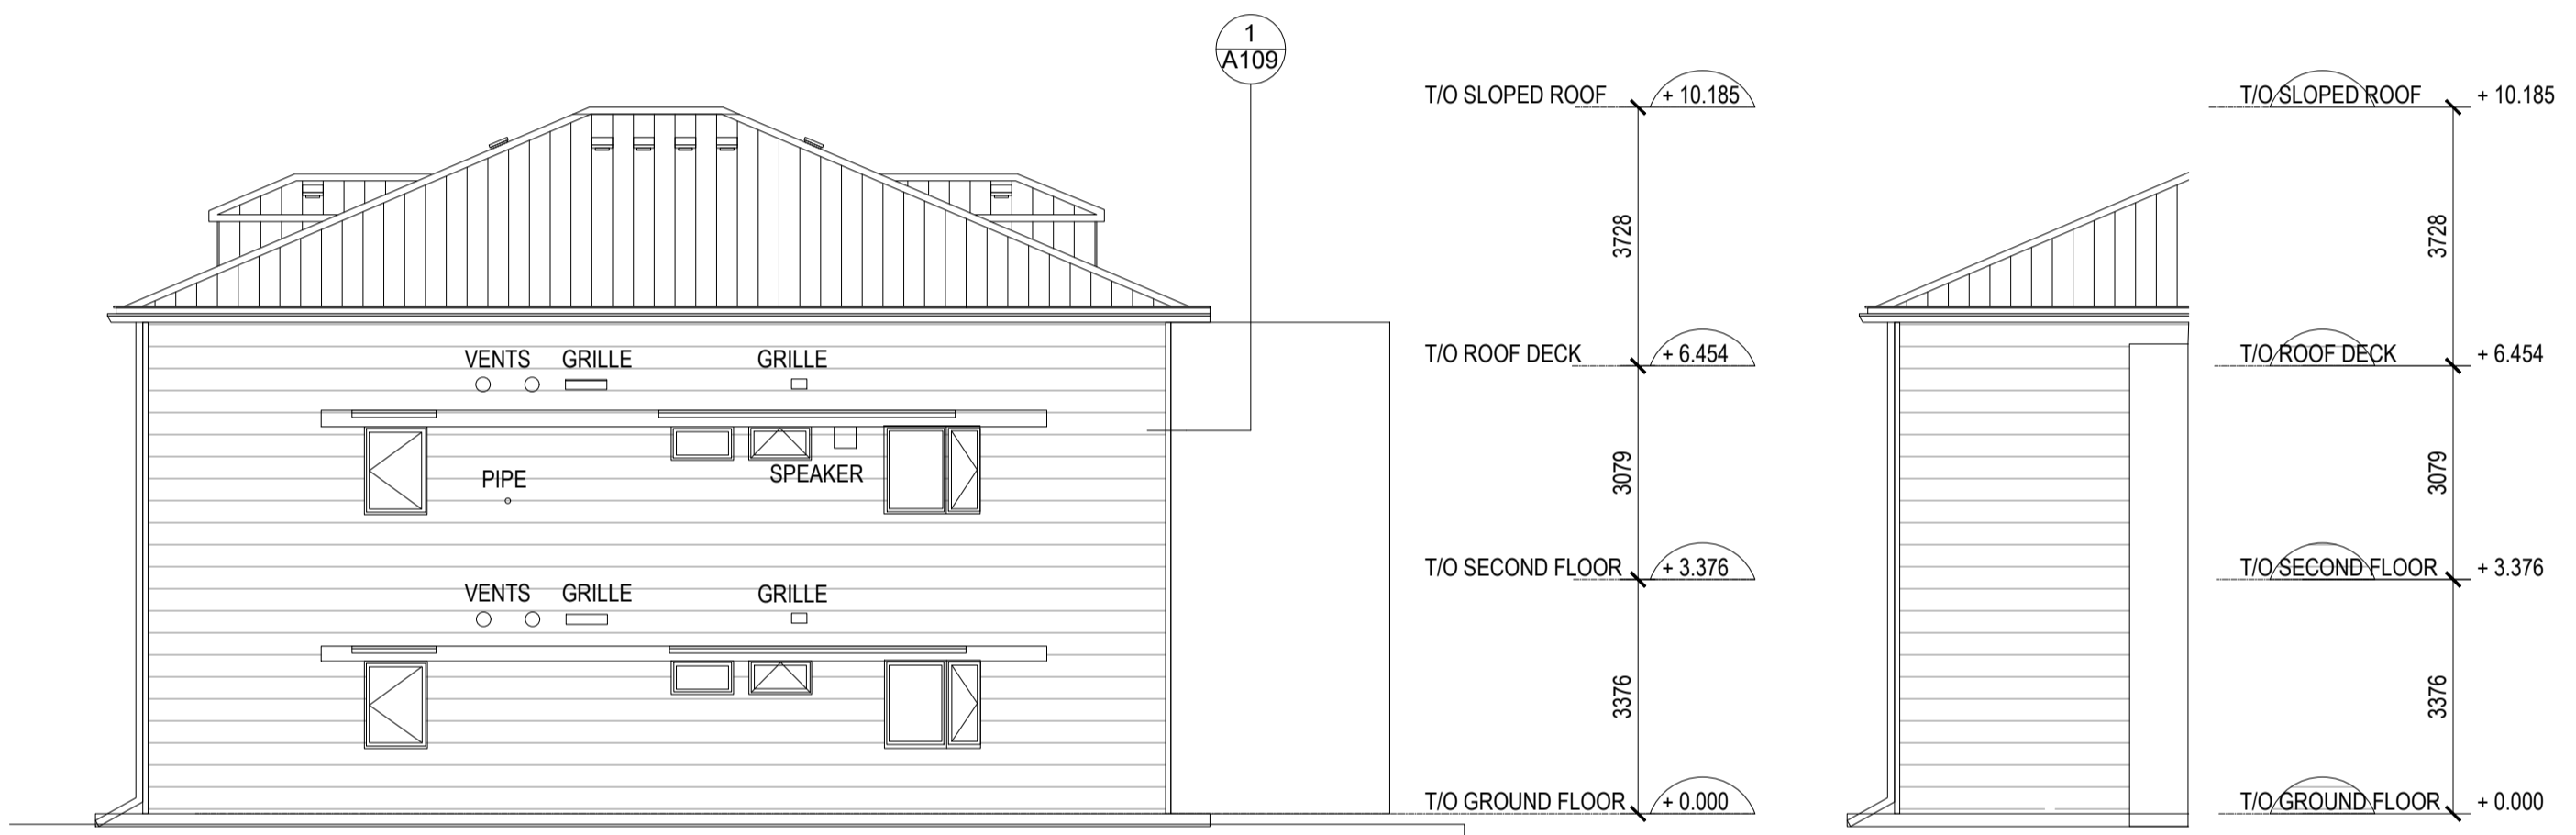 1
A109
T/O SLOPED ROOF + 10.185
T/O SLOPED ROOF + 10.185
3728
3728
VENTS GRILLE GRILLE
T/O ROOF DECK + 6.454
T/O ROOF DECK + 6.454
PIPE
SPEAKER
3079
3079
T/O SECOND FLOOR + 3.376
T/O SECOND FLOOR + 3.376
VENTS GRILLE GRILLE
3376
3376
T/O GROUND FLOOR + 0.000
T/O GROUND FLOOR + 0.000